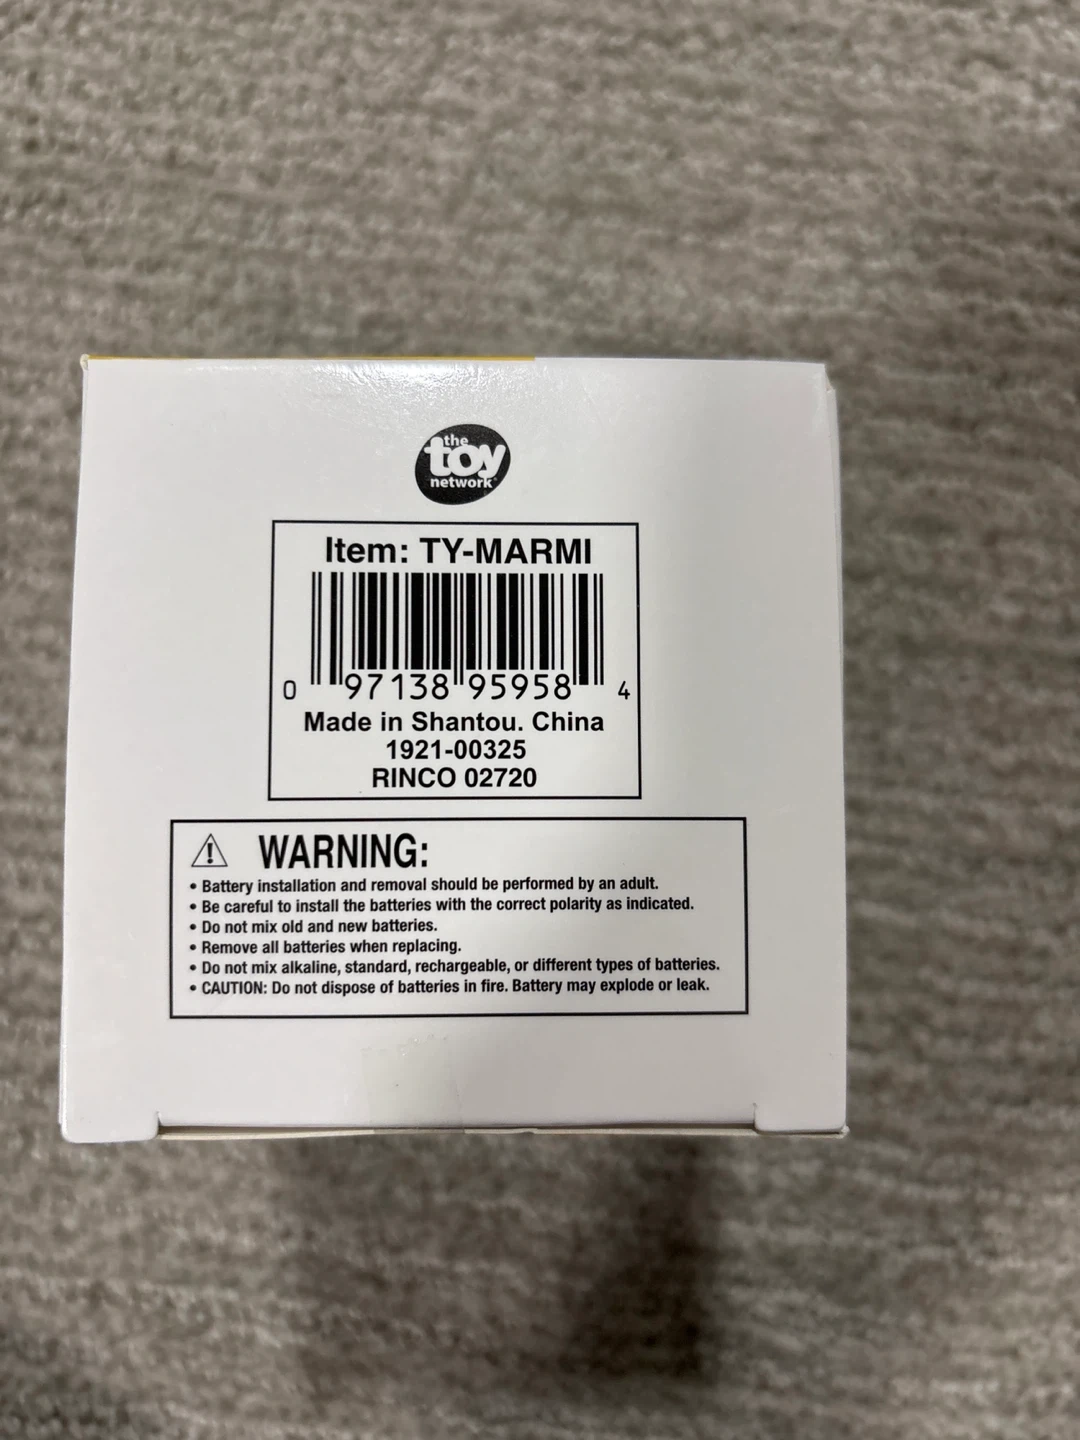 the
toy
network
Item: TY-MARMI
0 97138 95958 4
Made in Shantou. China
1921-00325
RINCO 02720
WARNING:
• Battery installation and removal should be performed by an adult.
• Be careful to install the batteries with the correct polarity as indicated.
• Do not mix old and new batteries.
• Remove all batteries when replacing.
• Do not mix alkaline, standard, rechargeable, or different types of batteries.
• CAUTION: Do not dispose of batteries in fire. Battery may explode or leak.